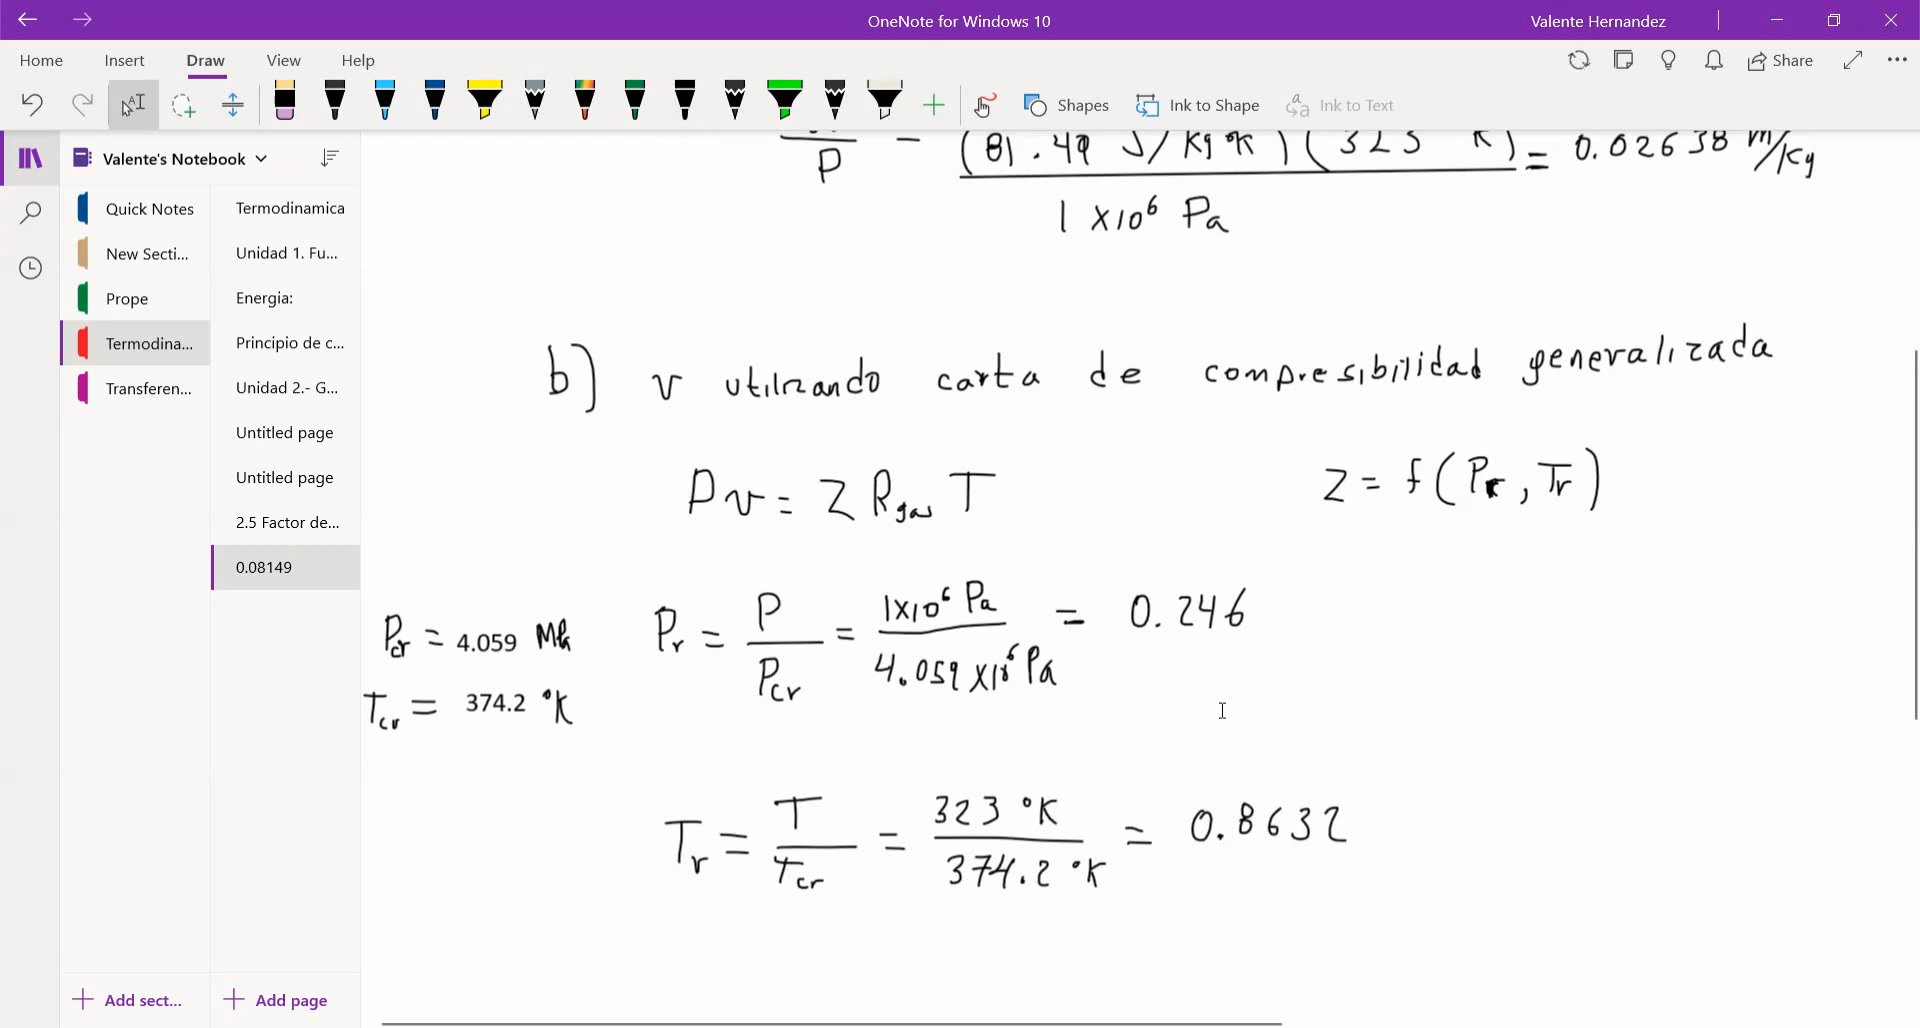 OneNote for Windows 10
Valente Hernandez
Home Insert Draw View Help
Share
Shapes Ink to Shape Ink to Text
Valente's Notebook
Quick Notes
New Secti...
Prope
Termodina...
Transferen...
Add sect...
Termodinamica
Unidad 1. Fu...
Energia:
Principio de c...
Unidad 2.- G...
Untitled page
Untitled page
2.5 Factor de...
0.08149
Add page
P = (81.49 J/kg °K)(323 °K) = 0.02638 m/kg
1 x10⁶ Pa
b) v utilizando carta de compresibilidad generalizada
Pv = Z Rgas T
Z = f(Pr, Tr)
Pcr = 4.059 MPa
Tcr = 374.2 °K
Pr = P/Pcr = 1x10⁶ Pa / 4.059 x10⁶ Pa = 0.246
Tr = T/Tcr = 323 °K / 374.2 °K = 0.8632